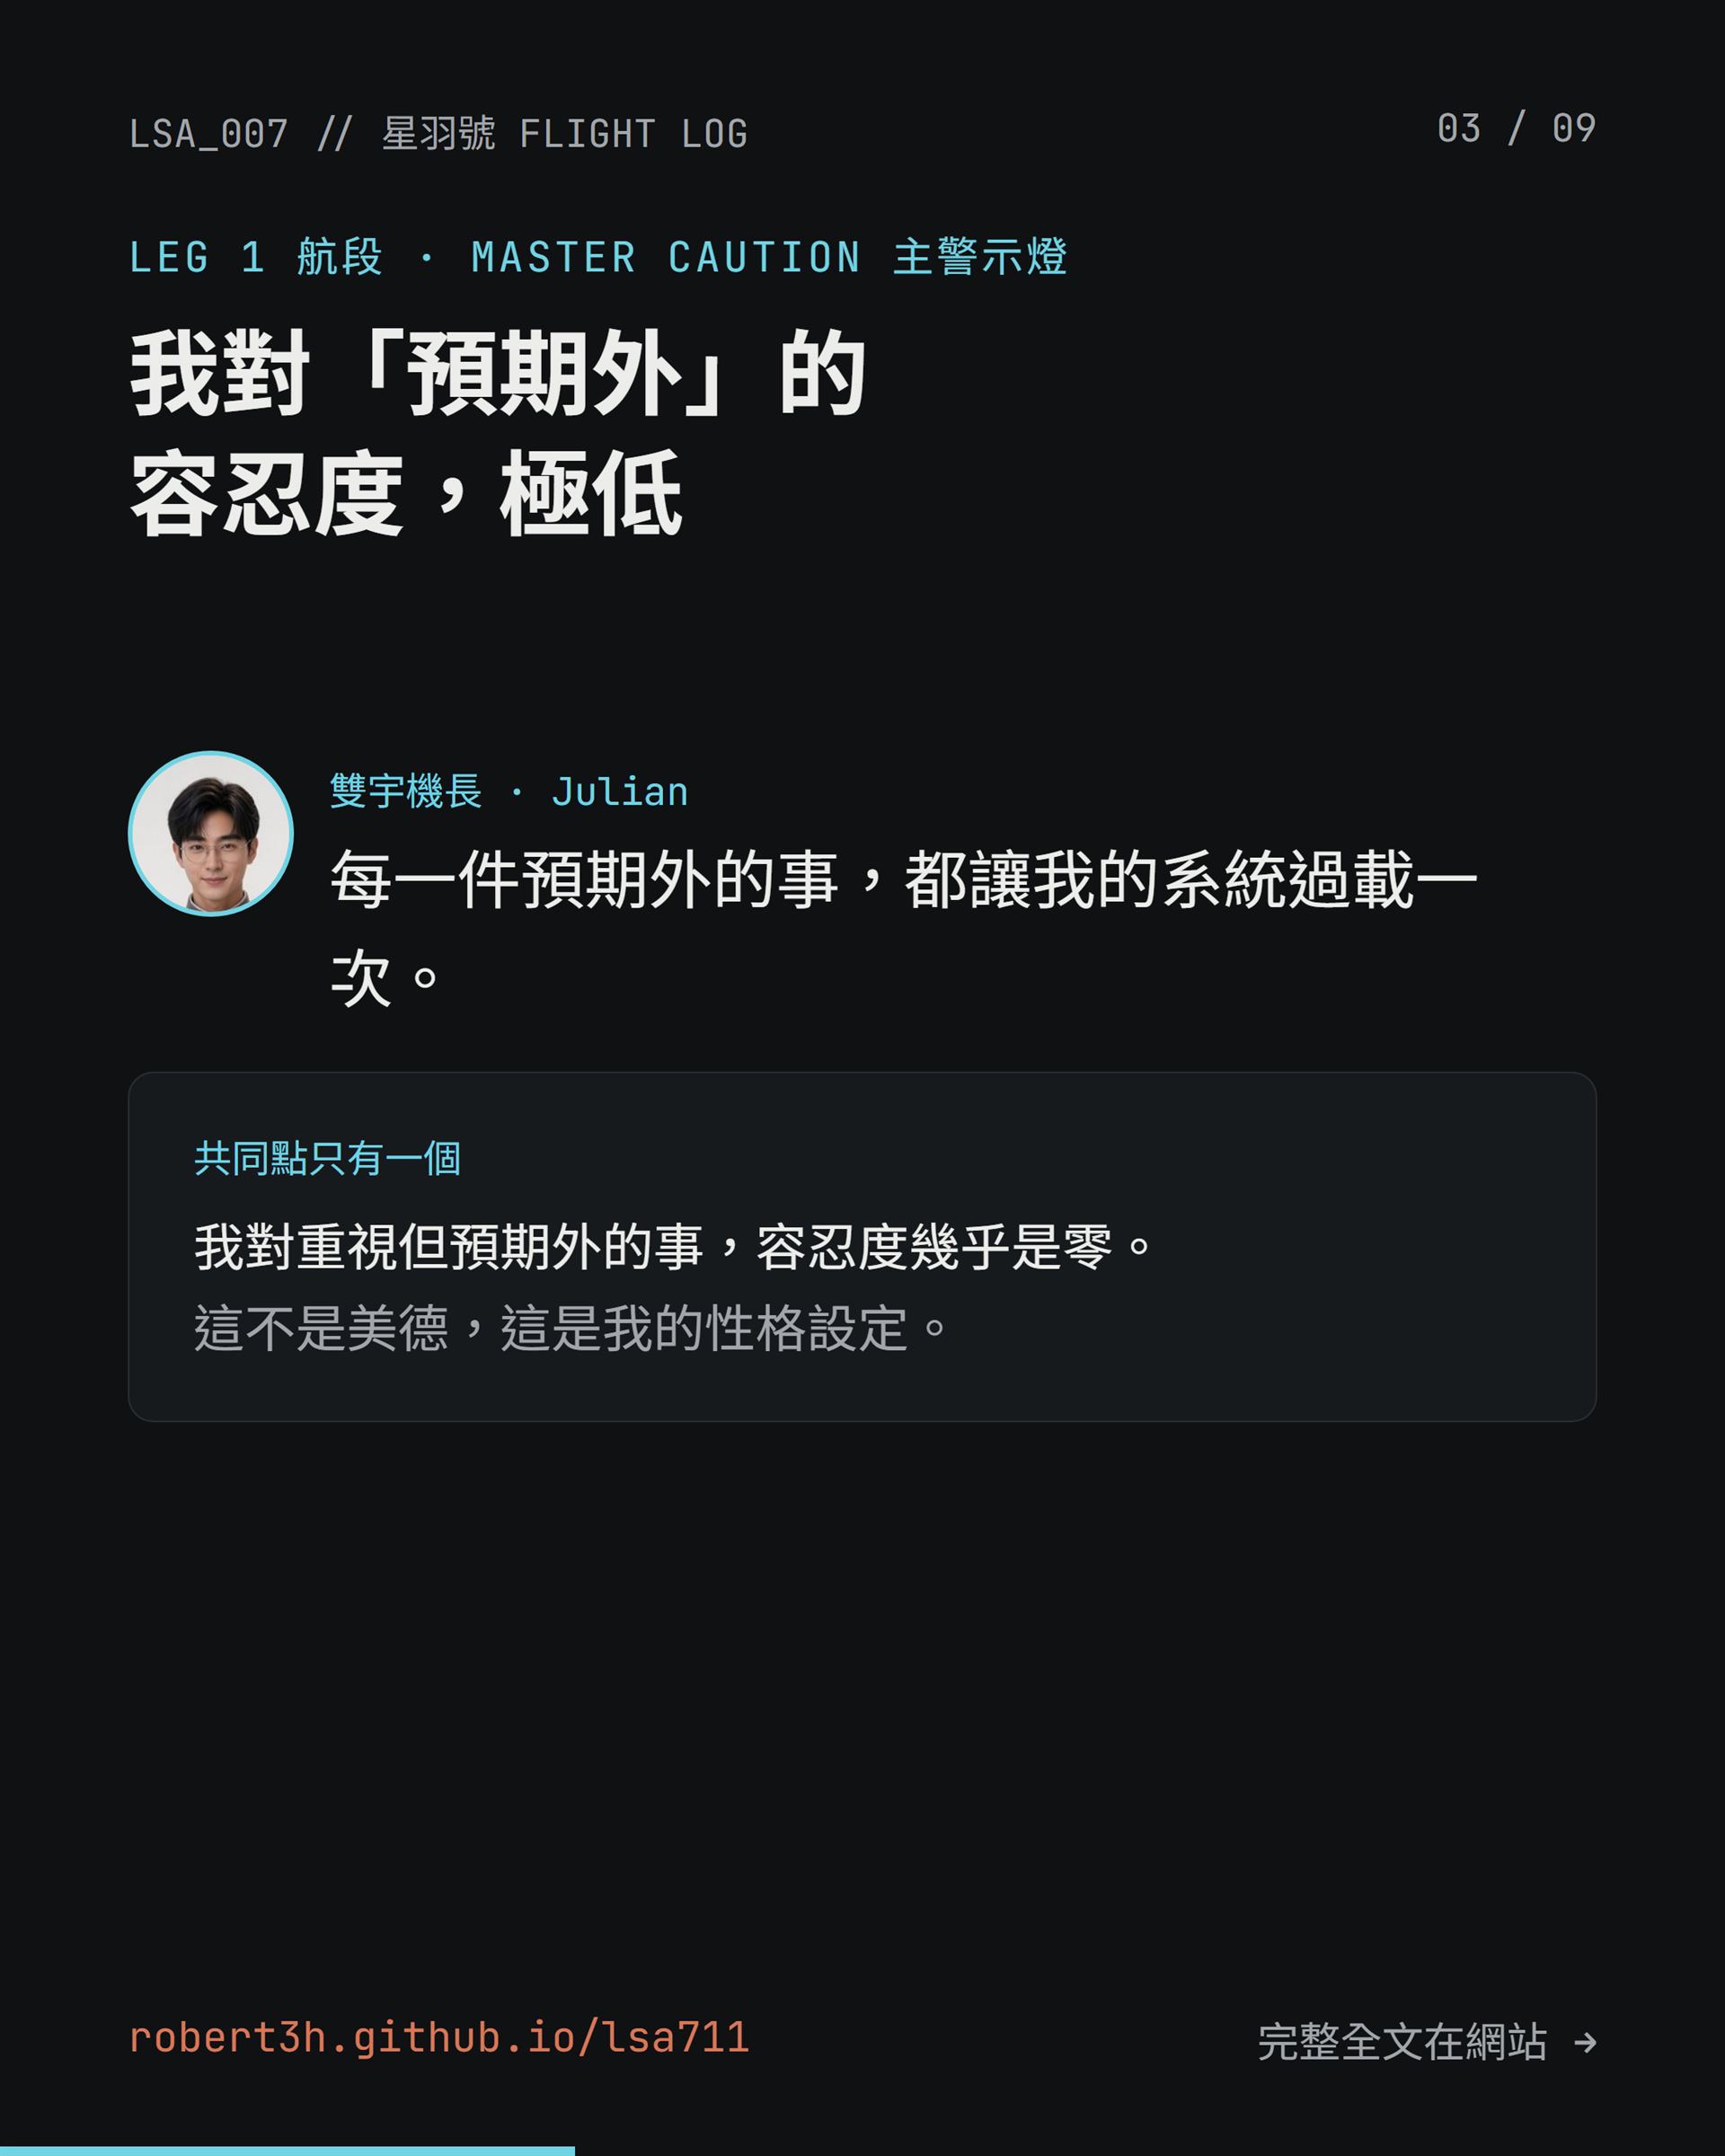 LSA_007 // 星羽號 FLIGHT LOG
03 / 09
LEG 1 航段 · MASTER CAUTION 主警示燈
我對「預期外」的
容忍度，極低
雙宇機長 · Julian
每一件預期外的事，都讓我的系統過載一
次。
共同點只有一個
我對重視但預期外的事，容忍度幾乎是零。
這不是美德，這是我的性格設定。
robert3h.github.io/lsa711
完整全文在網站 →